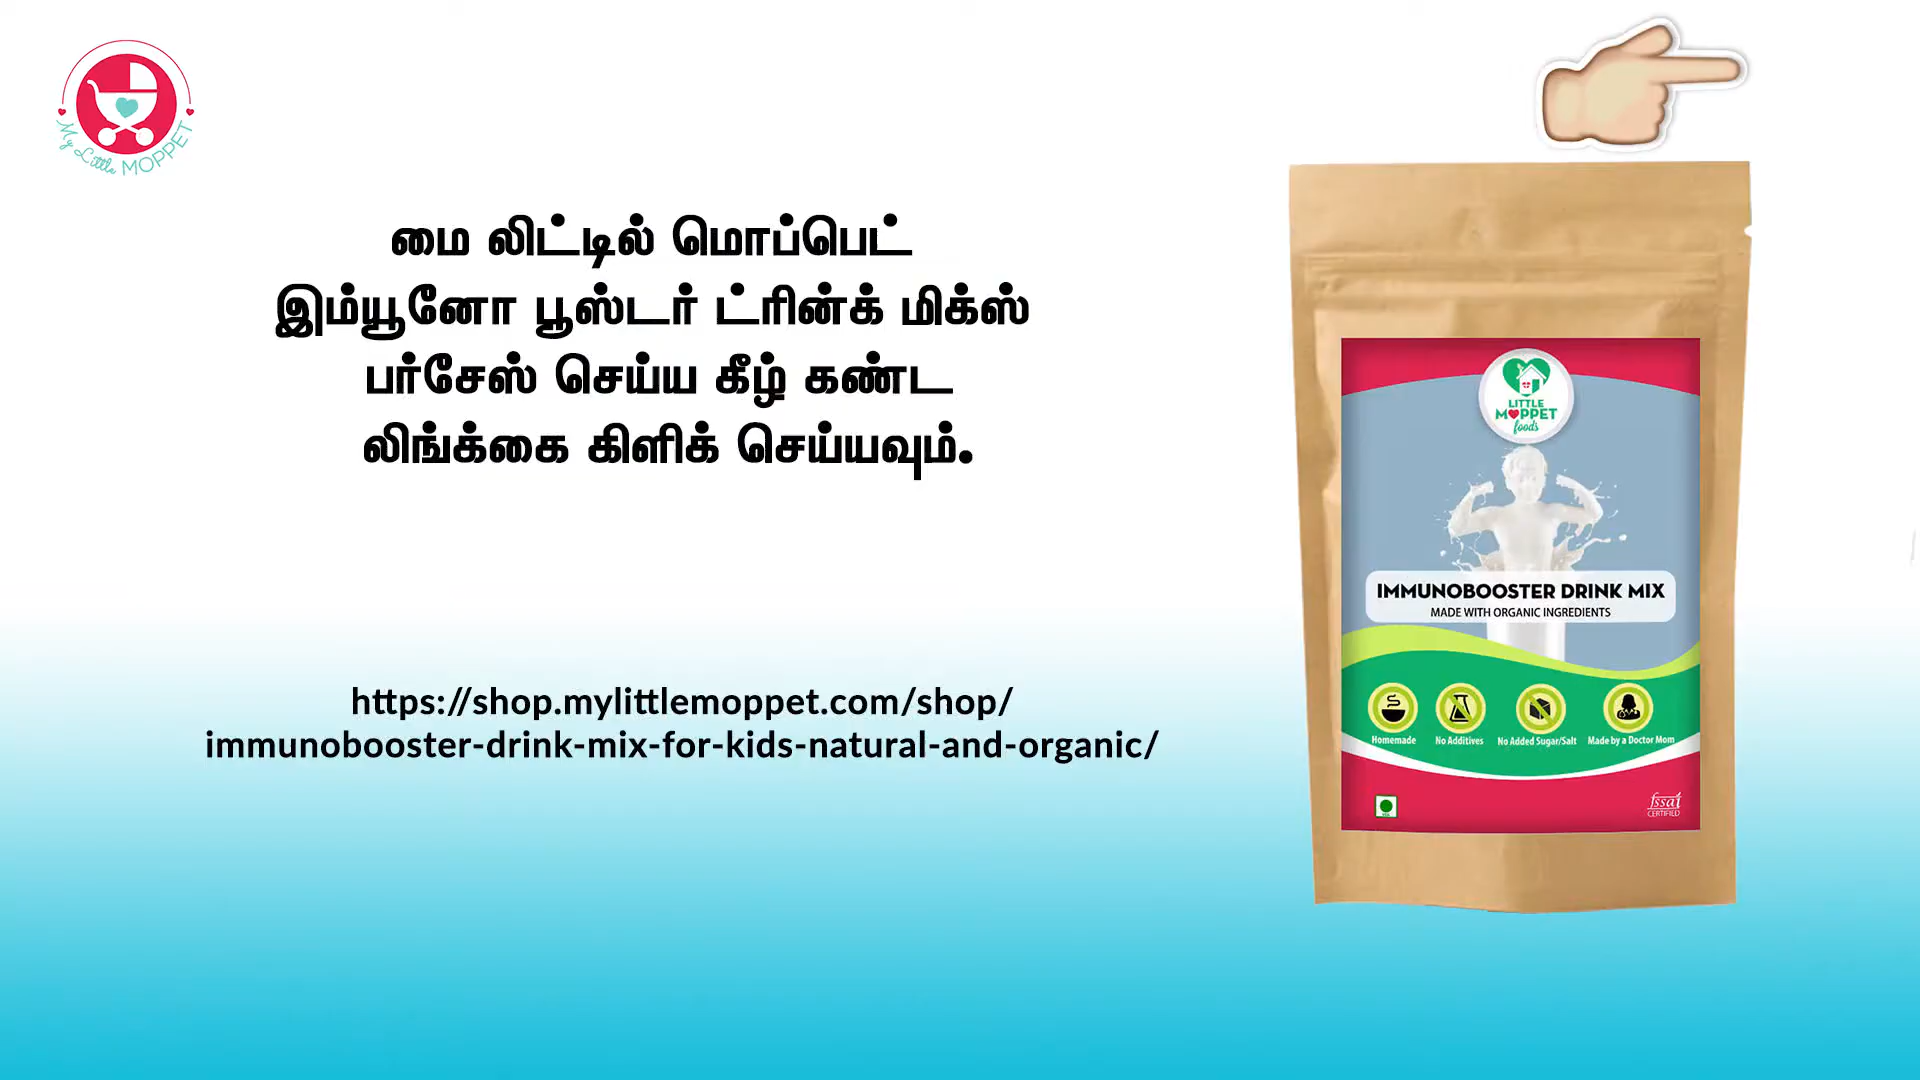 My Little MOPPET
மை லிட்டில் மொப்பெட்
இம்யூனோ பூஸ்டர் ட்ரின்க் மிக்ஸ்
பர்சேஸ் செய்ய கீழ் கண்ட
லிங்க்கை கிளிக் செய்யவும்.
https://shop.mylittlemoppet.com/shop/
immunobooster-drink-mix-for-kids-natural-and-organic/
LITTLE
MOPPET
foods
IMMUNOBOOSTER DRINK MIX
MADE WITH ORGANIC INGREDIENTS
Homemade No Additives No Added Sugar/Salt Made by a Doctor Mom
fssai
CERTIFIED